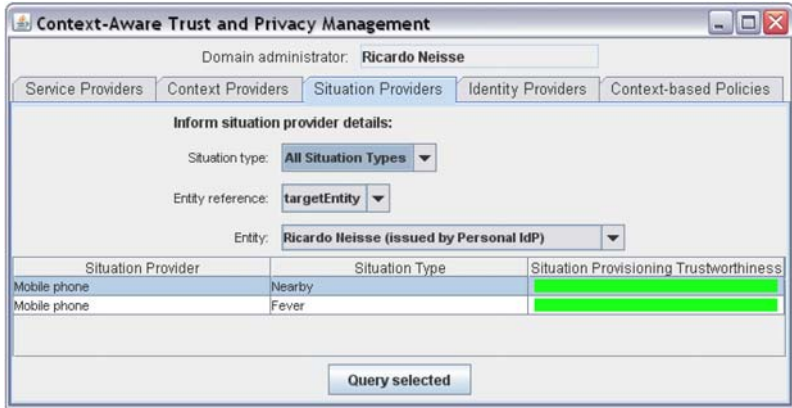 Context-Aware Trust and Privacy Management
Domain administrator: Ricardo Neisse
Service Providers Context Providers Situation Providers Identity Providers Context-based Policies
Inform situation provider details:
Situation type: All Situation Types
Entity reference: targetEntity
Entity: Ricardo Neisse (issued by Personal IdP)
Situation Provider Situation Type Situation Provisioning Trustworthiness
Mobile phone Nearby
Mobile phone Fever
Query selected